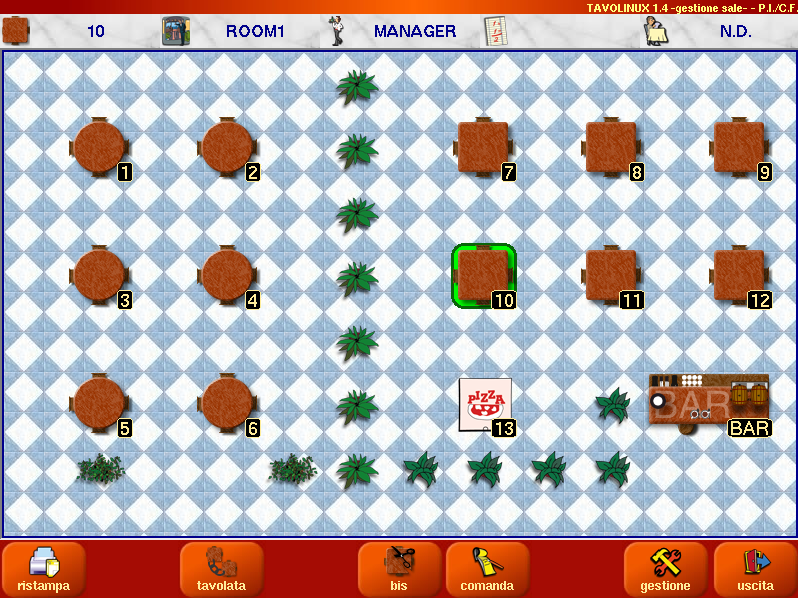 TAVOLINUX 1.4 -gestione sale- - P.I./C.F.
10 ROOM1 MANAGER N.D.
1 2 7 8 9
3 4 10 11 12
PIZZA
BAR
5 6 13 BAR
ristampa tavolata bis comanda gestione uscita